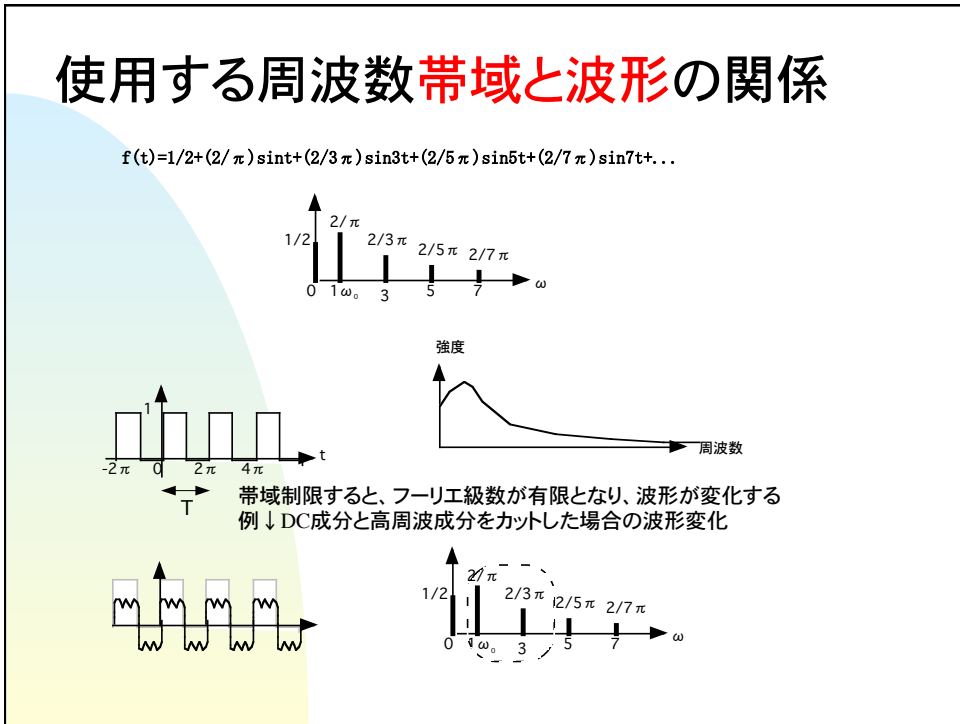 使用する周波数帯域と波形の関係
f(t)=1/2+(2/π)sint+(2/3π)sin3t+(2/5π)sin5t+(2/7π)sin7t+...
2/π
1/2 2/3π 2/5π 2/7π
0 1ω₀ 3 5 7 ω
強度
周波数
1
-2π 0 2π 4π t
T
帯域制限すると、フーリエ級数が有限となり、波形が変化する
例↓DC成分と高周波成分をカットした場合の波形変化
2/π
1/2 2/3π 2/5π 2/7π
0 1ω₀ 3 5 7 ω